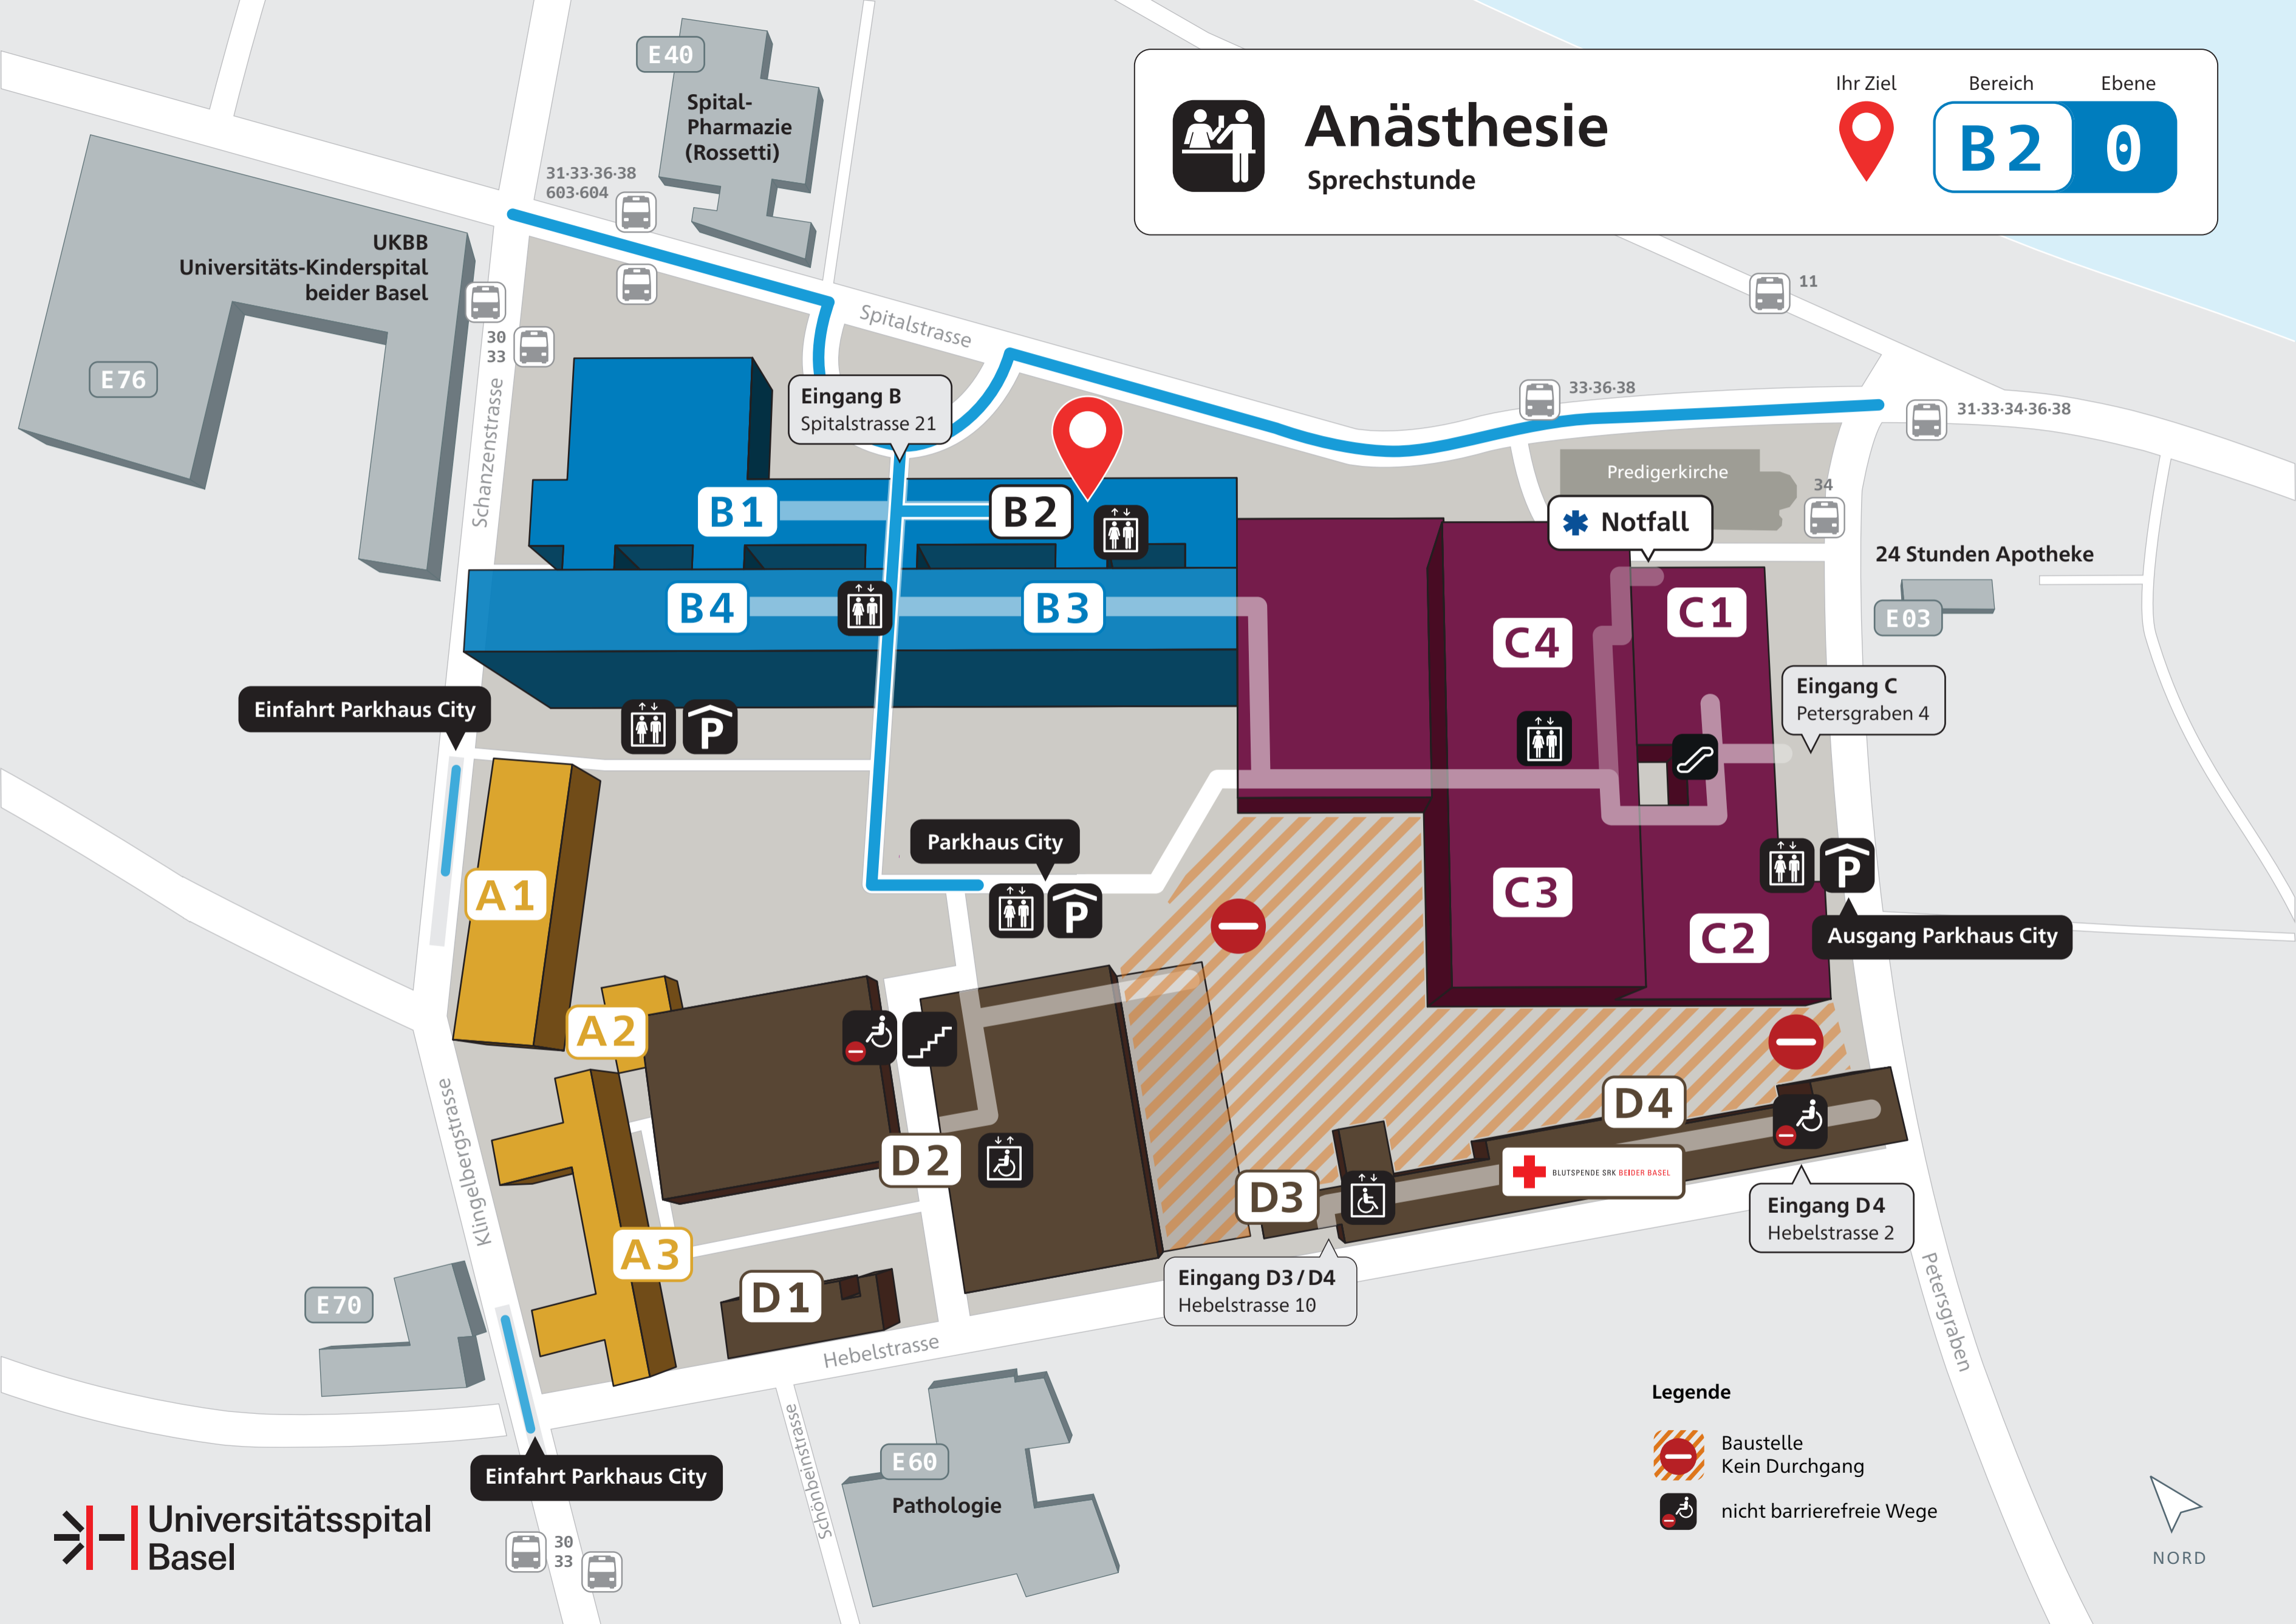 E40
Spital-
Pharmazie
(Rossetti)
31·33·36·38
603·604
Anästhesie
Sprechstunde
Ihr Ziel
Bereich
Ebene
B2
0
UKBB
Universitäts-Kinderspital
beider Basel
E76
30
33
Schanzenstrasse
Spitalstrasse
11
33·36·38
31·33·34·36·38
Eingang B
Spitalstrasse 21
Predigerkirche
34
Notfall
24 Stunden Apotheke
E03
B1
B2
B4
B3
C4
C1
Eingang C
Petersgraben 4
Einfahrt Parkhaus City
P
Parkhaus City
P
P
A1
C3
C2
Ausgang Parkhaus City
A2
D4
D2
BLUTSPENDE SRK BEIDER BASEL
D3
Eingang D4
Hebelstrasse 2
Klingelbergstrasse
A3
D1
Eingang D3/D4
Hebelstrasse 10
Petersgraben
E70
Hebelstrasse
Schönbeinstrasse
E60
Pathologie
Einfahrt Parkhaus City
30
33
Legende
Baustelle
Kein Durchgang
nicht barrierefreie Wege
NORD
Universitätsspital
Basel